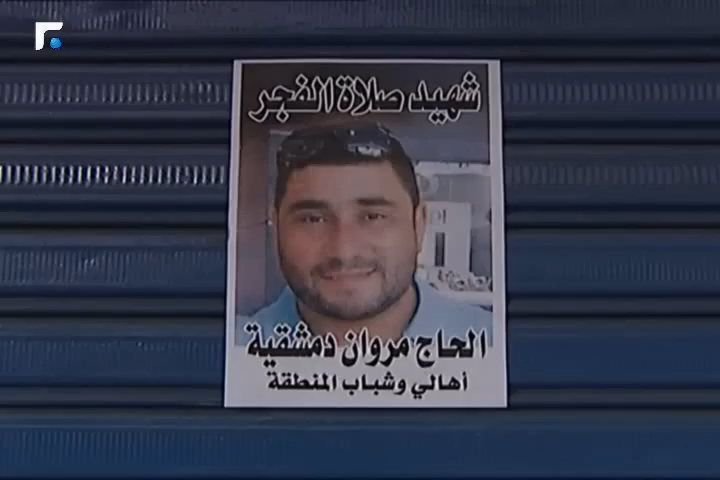 شهيد صلاة الفجر
الحاج مروان دمشقية
أهالي وشباب المنطقة